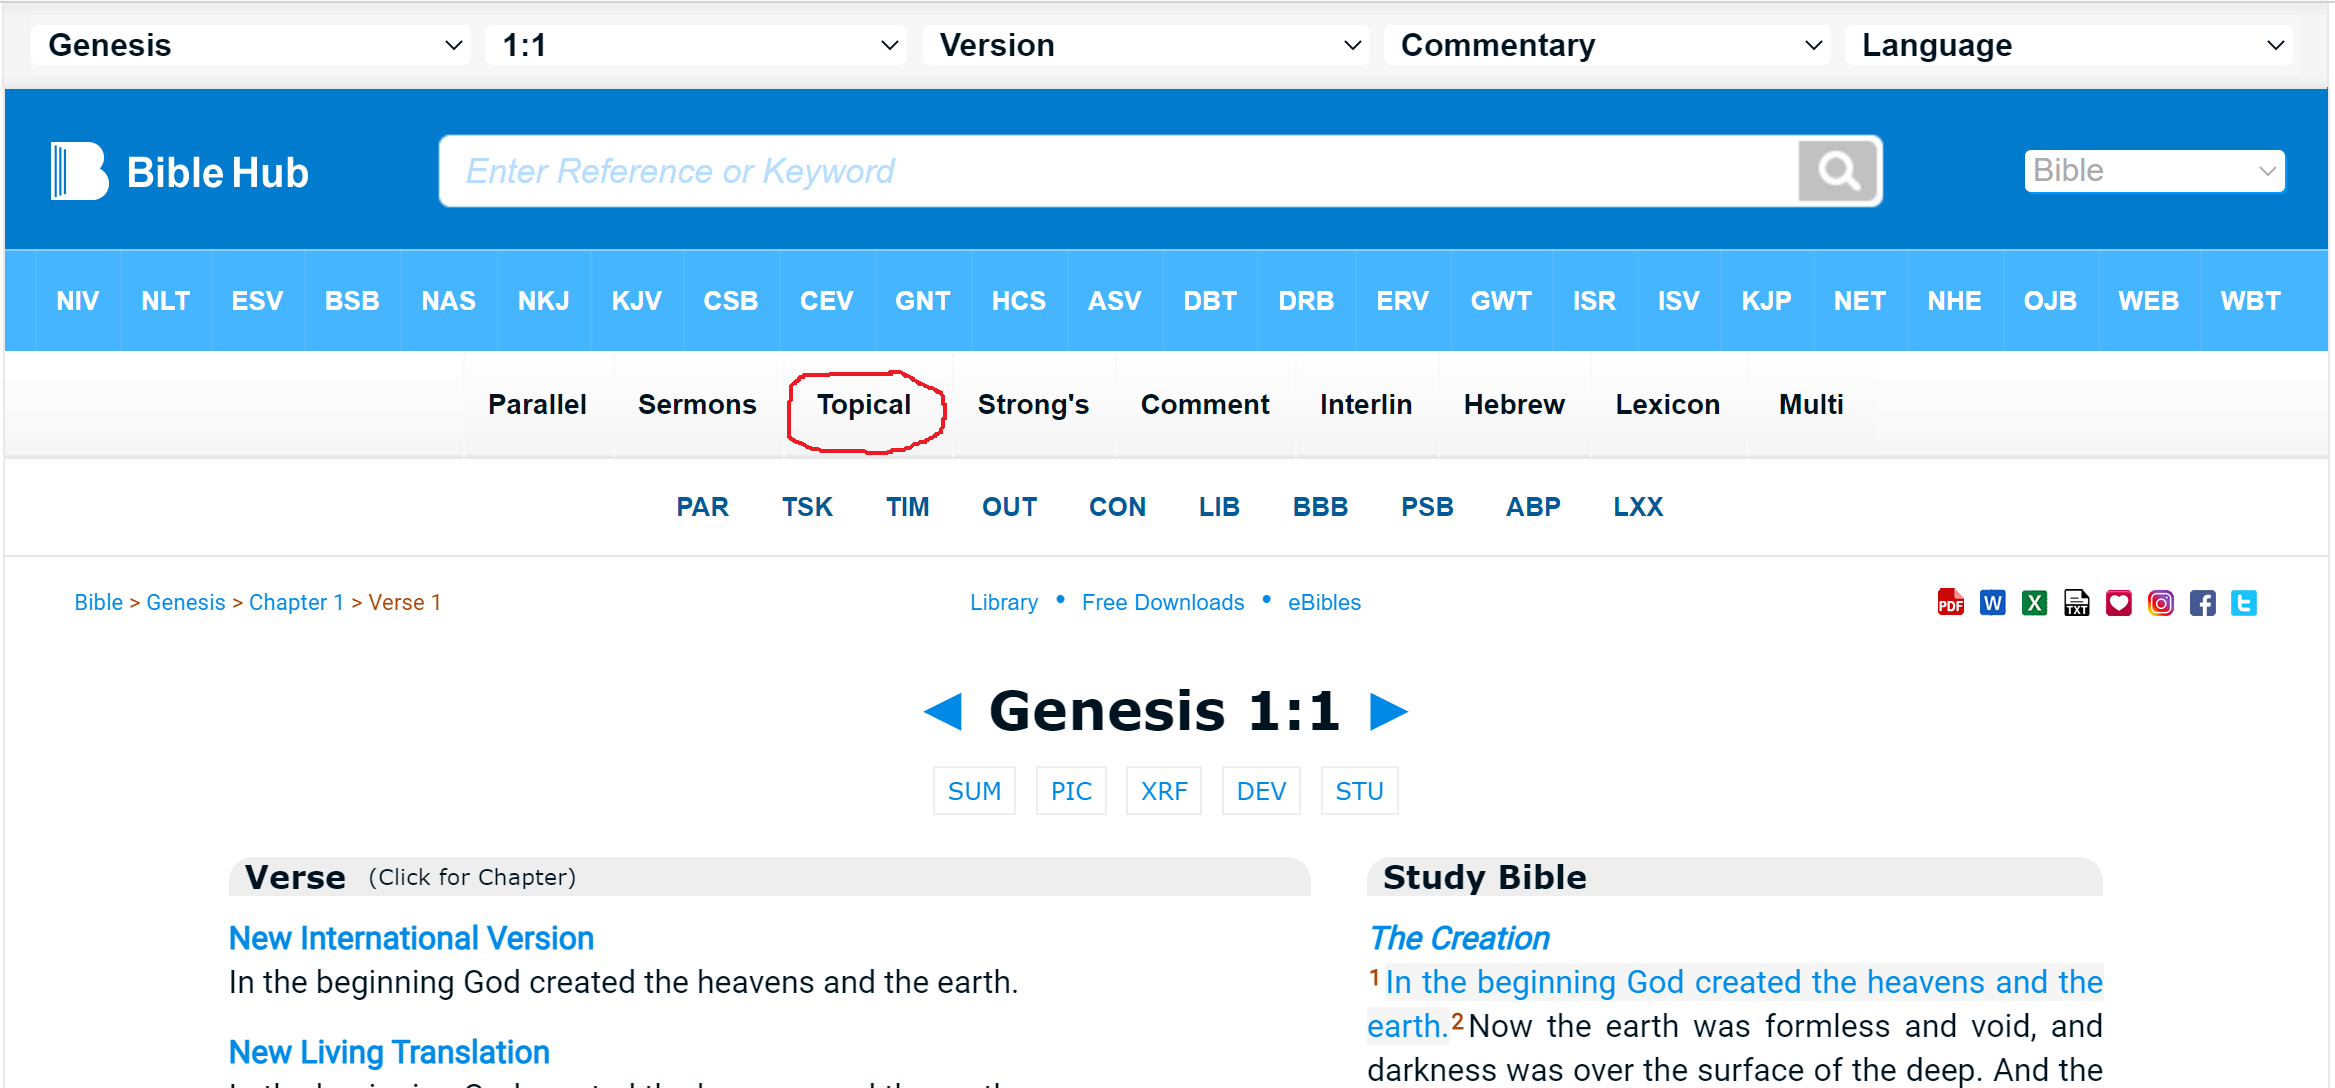 Genesis 1:1 Version Commentary Language
Bible Hub Enter Reference or Keyword Bible
NIV NLT ESV BSB NAS NKJ KJV CSB CEV GNT HCS ASV DBT DRB ERV GWT ISR ISV KJP NET NHE OJB WEB WBT
Parallel Sermons Topical Strong's Comment Interlin Hebrew Lexicon Multi
PAR TSK TIM OUT CON LIB BBB PSB ABP LXX
Bible > Genesis > Chapter 1 > Verse 1
Library • Free Downloads • eBibles
PDF W X TXT
◄ Genesis 1:1 ►
SUM PIC XRF DEV STU
Verse (Click for Chapter)
New International Version
In the beginning God created the heavens and the earth.
New Living Translation
Study Bible
The Creation
1 In the beginning God created the heavens and the
earth. 2 Now the earth was formless and void, and
darkness was over the surface of the deep. And the